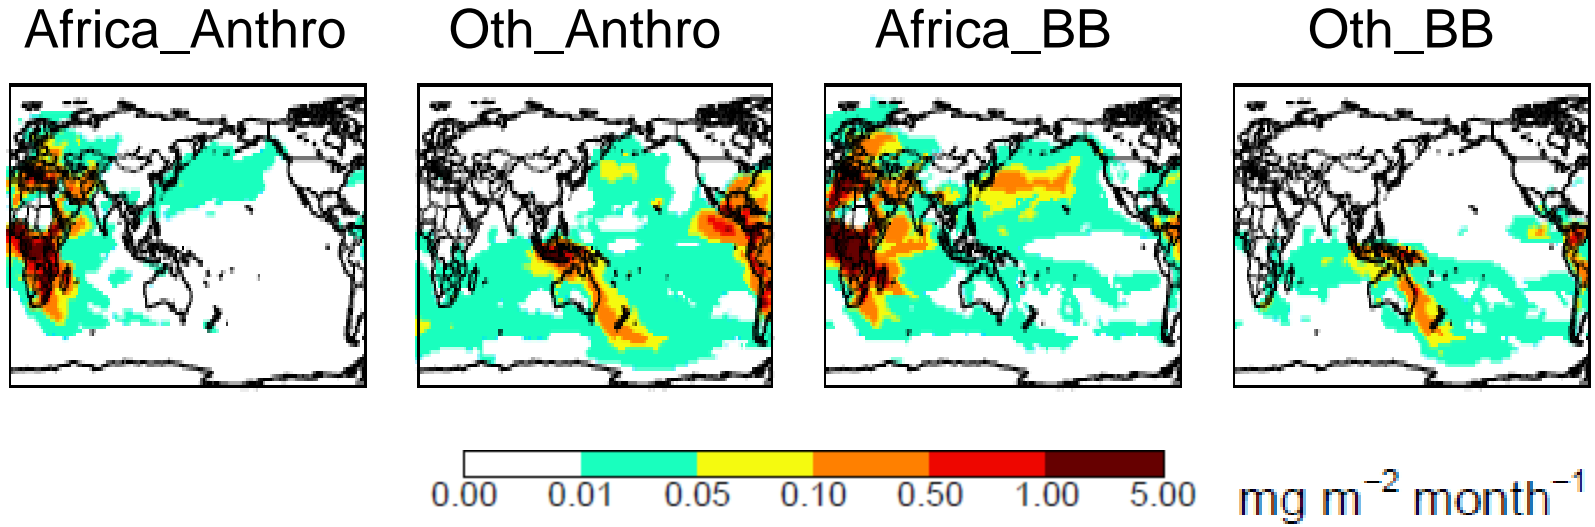 Africa_Anthro Oth_Anthro Africa_BB Oth_BB
0.00 0.01 0.05 0.10 0.50 1.00 5.00
mg m⁻² month⁻¹